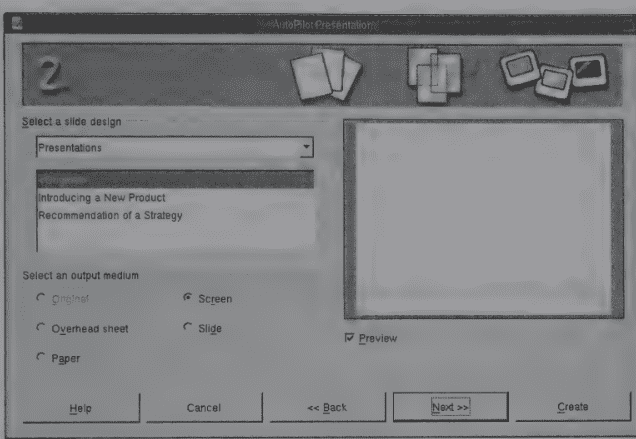 AutoPilot Presentation
2
Select a slide design
Presentations
Introducing a New Product
Recommendation of a Strategy
Select an output medium
Original
Screen
Overhead sheet
Slide
Paper
Preview
Help
Cancel
<< Back
Next >>
Create